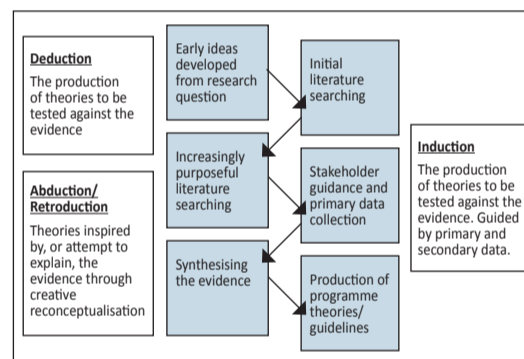 Deduction
The production
of theories to be
tested against the
evidence
Abduction/
Retroduction
Theories inspired
by, or attempt to
explain, the
evidence through
creative
reconceptualisation
Early ideas
developed
from research
question
Initial
literature
searching
Increasingly
purposeful
literature
searching
Stakeholder
guidance and
primary data
collection
Synthesising
the evidence
Production of
programme
theories/
guidelines
Induction
The production
of theories to be
tested against the
evidence. Guided
by primary and
secondary data.